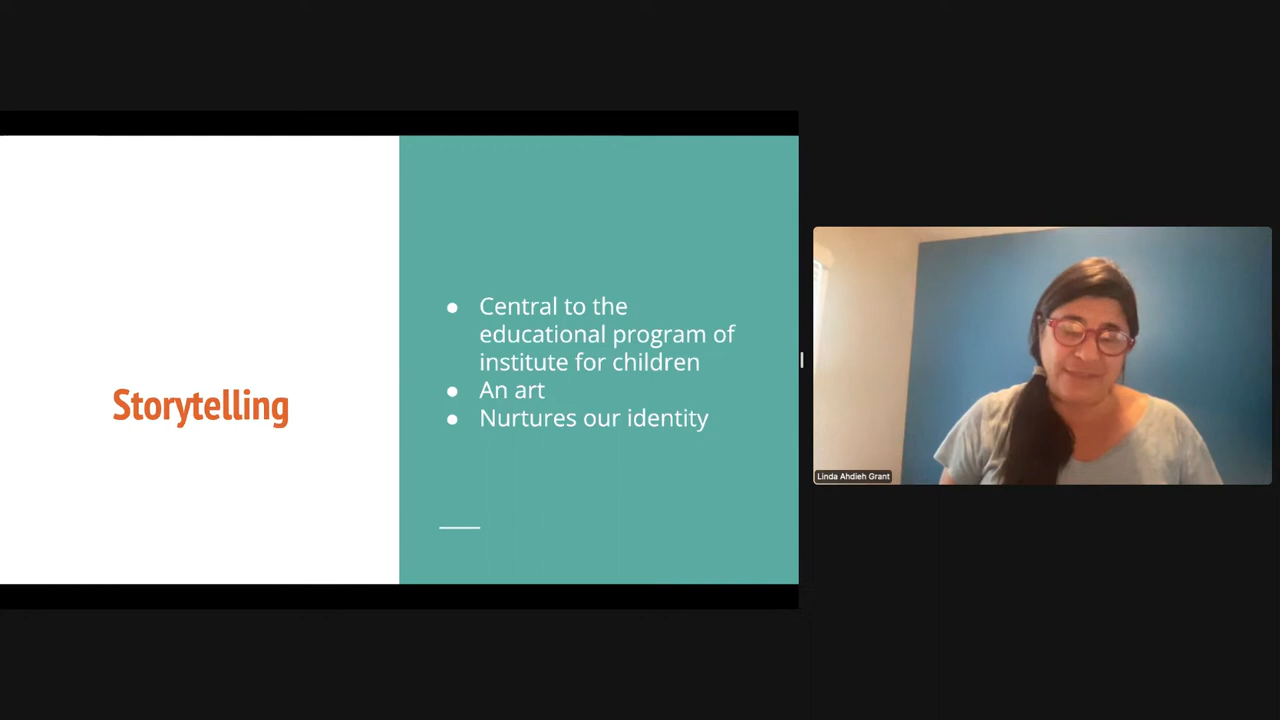 Storytelling
● Central to the
educational program of
institute for children
● An art
● Nurtures our identity
Linda Ahdieh Grant